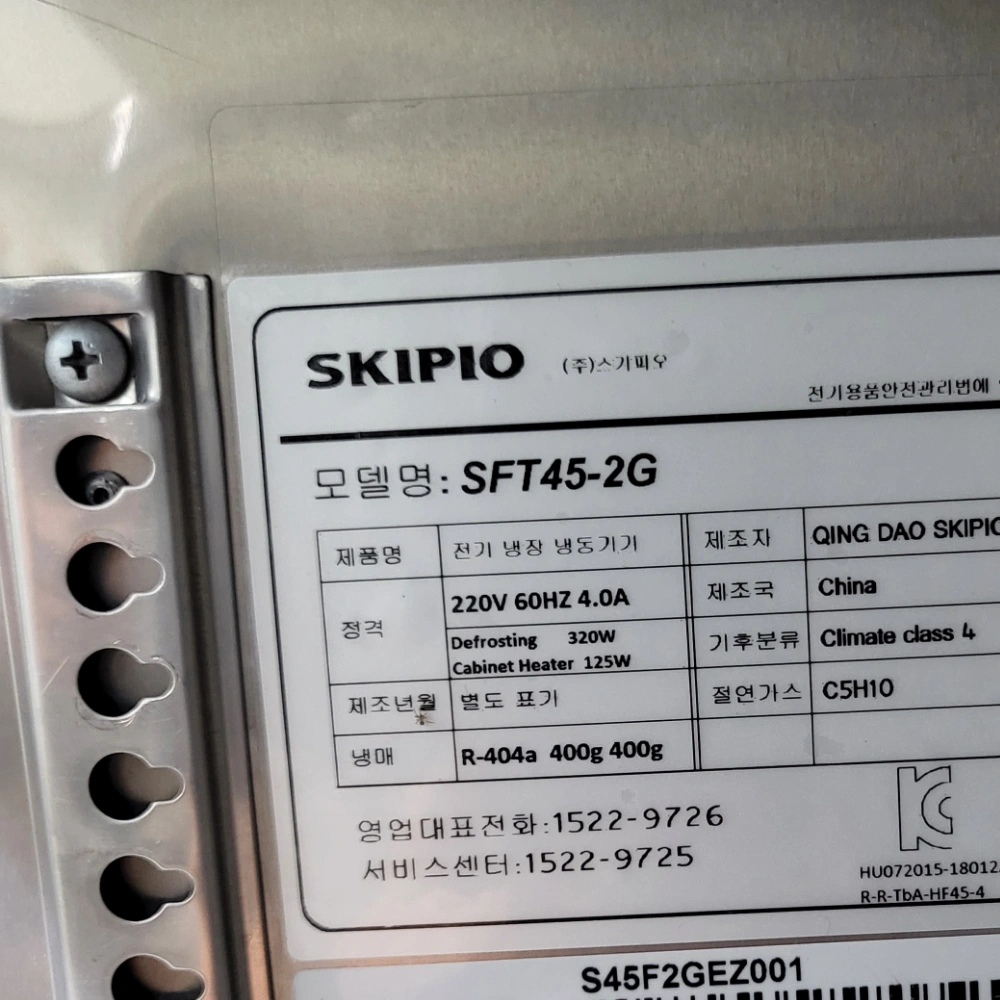 SKIPIO (주)스키피오
전기용품안전관리법에
모델명: SFT45-2G
제품명 전기 냉장 냉동기기 제조자 QING DAO SKIPIO
정격 220V 60HZ 4.0A 제조국 China
Defrosting 320W
Cabinet Heater 125W
기후분류 Climate class 4
제조년월 별도 표기 절연가스 C5H10
냉매 R-404a 400g 400g
영업대표전화:1522-9726
서비스센터:1522-9725
HU072015-18012
R-R-TbA-HF45-4
S45F2GEZ001